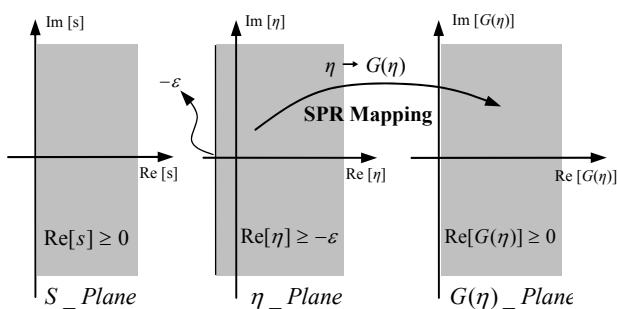 Im [s]
Im [η]
Im [G(η)]
η → G(η)
−ε
SPR Mapping
Re [s]
Re [η]
Re [G(η)]
Re[s] ≥ 0
Re[η] ≥ −ε
Re[G(η)] ≥ 0
S _ Plane
η _ Plane
G(η) _ Plane